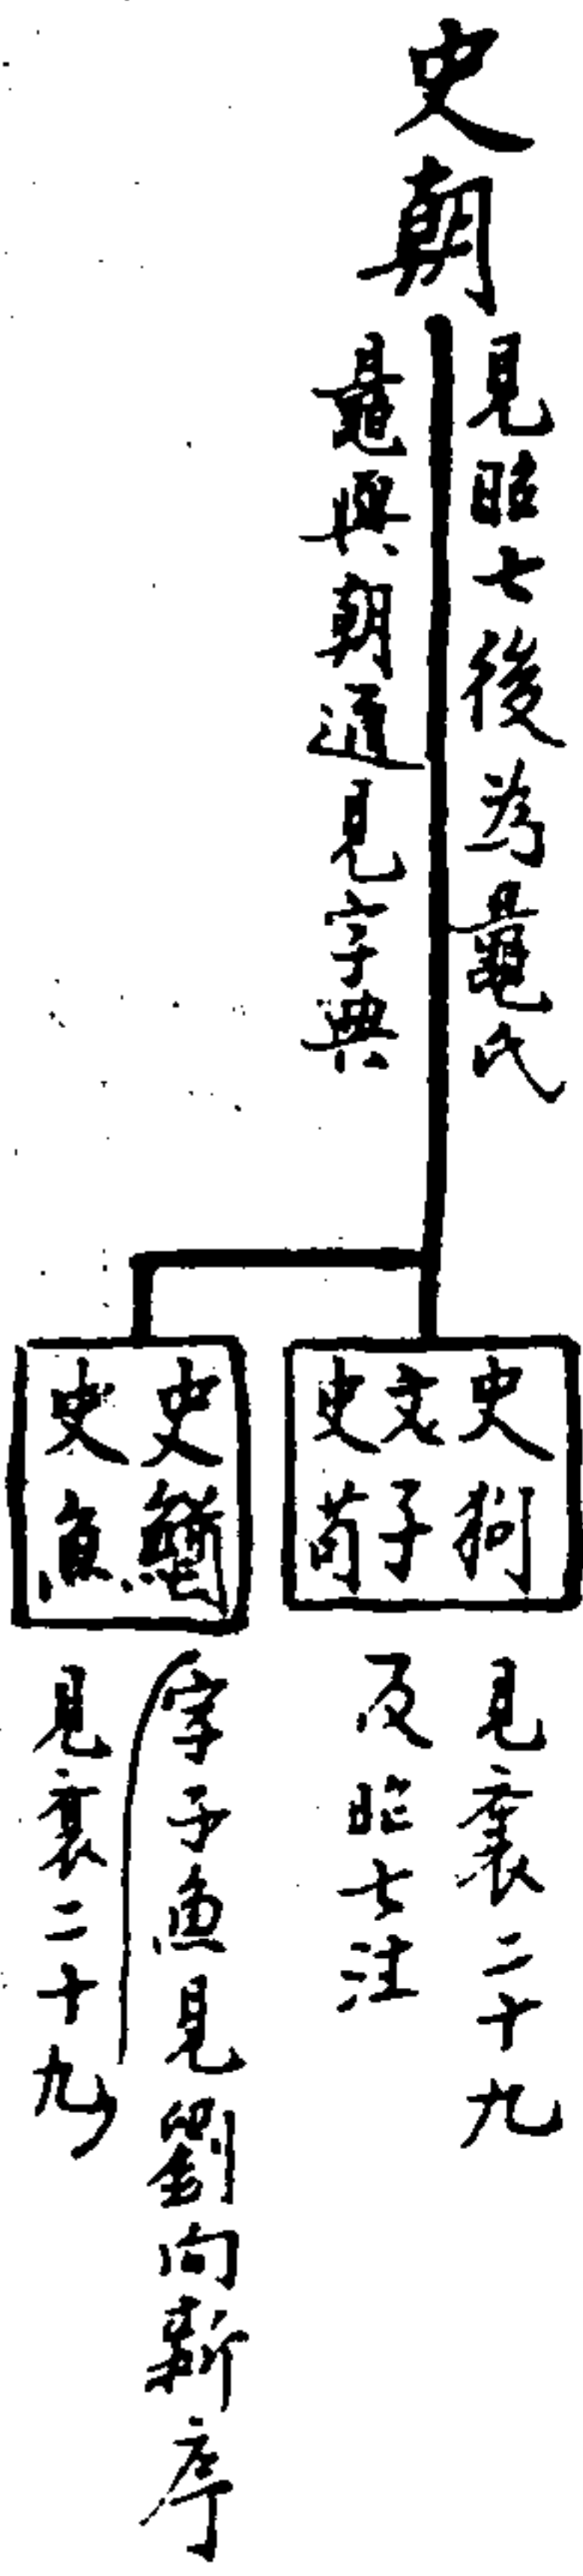 史朝
見昭七後為鼂氏
鼂與朝通見字典
史狗
文子
史苟
見襄二十九
及昭七注
史鰌
史魚
字子魚見劉向新序
見襄二十九